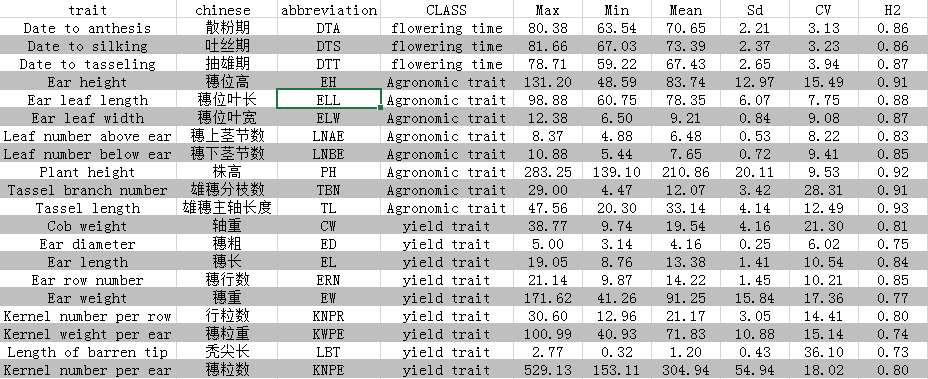 trait chinese abbreviation CLASS Max Min Mean Sd CV H2
Date to anthesis 散粉期 DTA flowering time 80.38 63.54 70.65 2.21 3.13 0.86
Date to silking 吐丝期 DTS flowering time 81.66 67.03 73.39 2.37 3.23 0.86
Date to tasseling 抽雄期 DTT flowering time 78.71 59.22 67.43 2.65 3.94 0.87
Ear height 穗位高 EH Agronomic trait 131.20 48.59 83.74 12.97 15.49 0.91
Ear leaf length 穗位叶长 ELL Agronomic trait 98.88 60.75 78.35 6.07 7.75 0.88
Ear leaf width 穗位叶宽 ELW Agronomic trait 12.38 6.50 9.21 0.84 9.08 0.87
Leaf number above ear 穗上茎节数 LNAE Agronomic trait 8.37 4.88 6.48 0.53 8.22 0.83
Leaf number below ear 穗下茎节数 LNBE Agronomic trait 10.88 5.44 7.65 0.72 9.41 0.85
Plant height 株高 PH Agronomic trait 283.25 139.10 210.86 20.11 9.53 0.92
Tassel branch number 雄穗分枝数 TBN Agronomic trait 29.00 4.47 12.07 3.42 28.31 0.91
Tassel length 雄穗主轴长度 TL Agronomic trait 47.56 20.30 33.14 4.14 12.49 0.93
Cob weight 轴重 CW yield trait 38.77 9.74 19.54 4.16 21.30 0.81
Ear diameter 穗粗 ED yield trait 5.00 3.14 4.16 0.25 6.02 0.75
Ear length 穗长 EL yield trait 19.05 8.76 13.38 1.41 10.54 0.84
Ear row number 穗行数 ERN yield trait 21.14 9.87 14.22 1.45 10.21 0.85
Ear weight 穗重 EW yield trait 171.62 41.26 91.25 15.84 17.36 0.77
Kernel number per row 行粒数 KNPR yield trait 30.60 12.96 21.17 3.05 14.41 0.80
Kernel weight per ear 穗粒重 KWPE yield trait 100.99 40.93 71.83 10.88 15.14 0.74
Length of barren tip 秃尖长 LBT yield trait 2.77 0.32 1.20 0.43 36.10 0.73
Kernel number per ear 穗粒数 KNPE yield trait 529.13 153.11 304.94 54.94 18.02 0.80